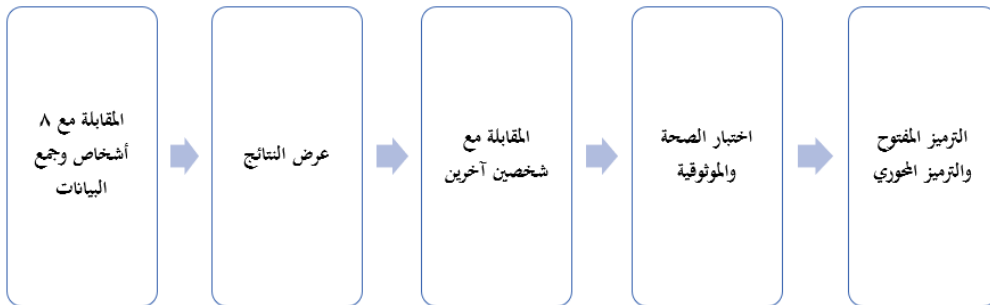 المقابلة مع ٨
أشخاص وجمع
البيانات
عرض النتائج
المقابلة مع
شخصين آخرين
اختبار الصحة
والموثوقية
الترميز المفتوح
والترميز المحوري